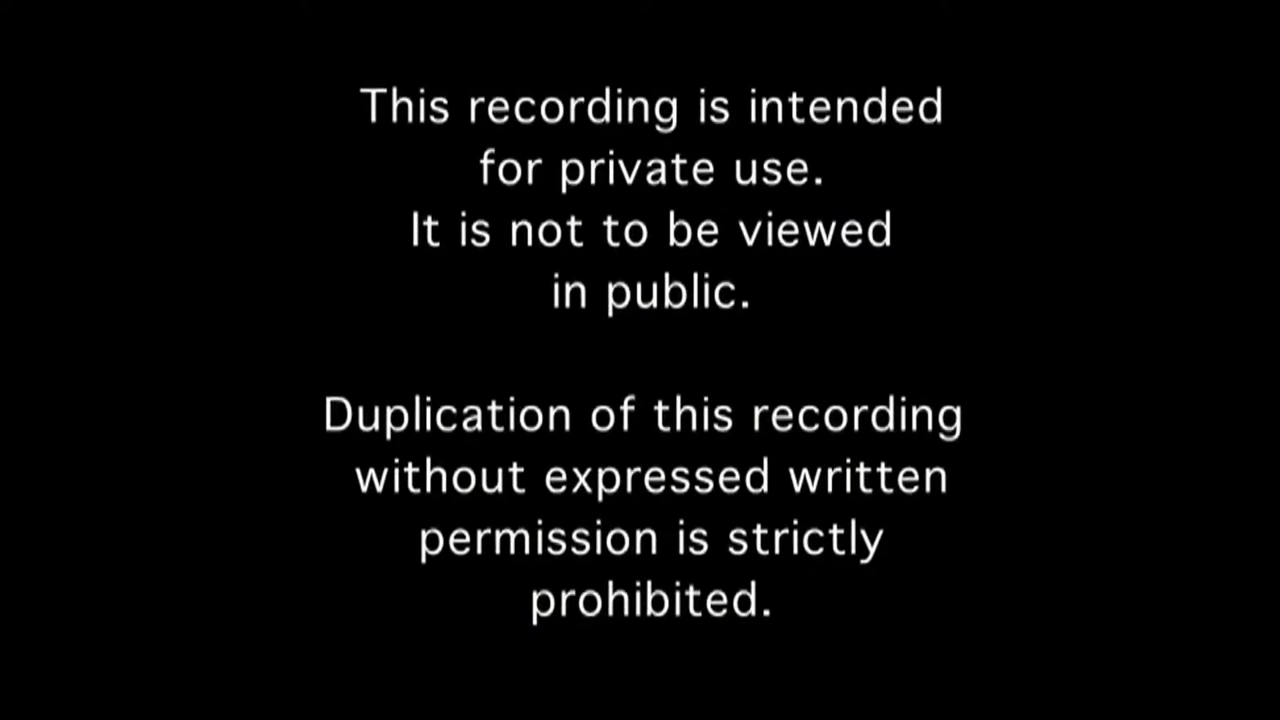 This recording is intended
for private use.
It is not to be viewed
in public.
Duplication of this recording
without expressed written
permission is strictly
prohibited.